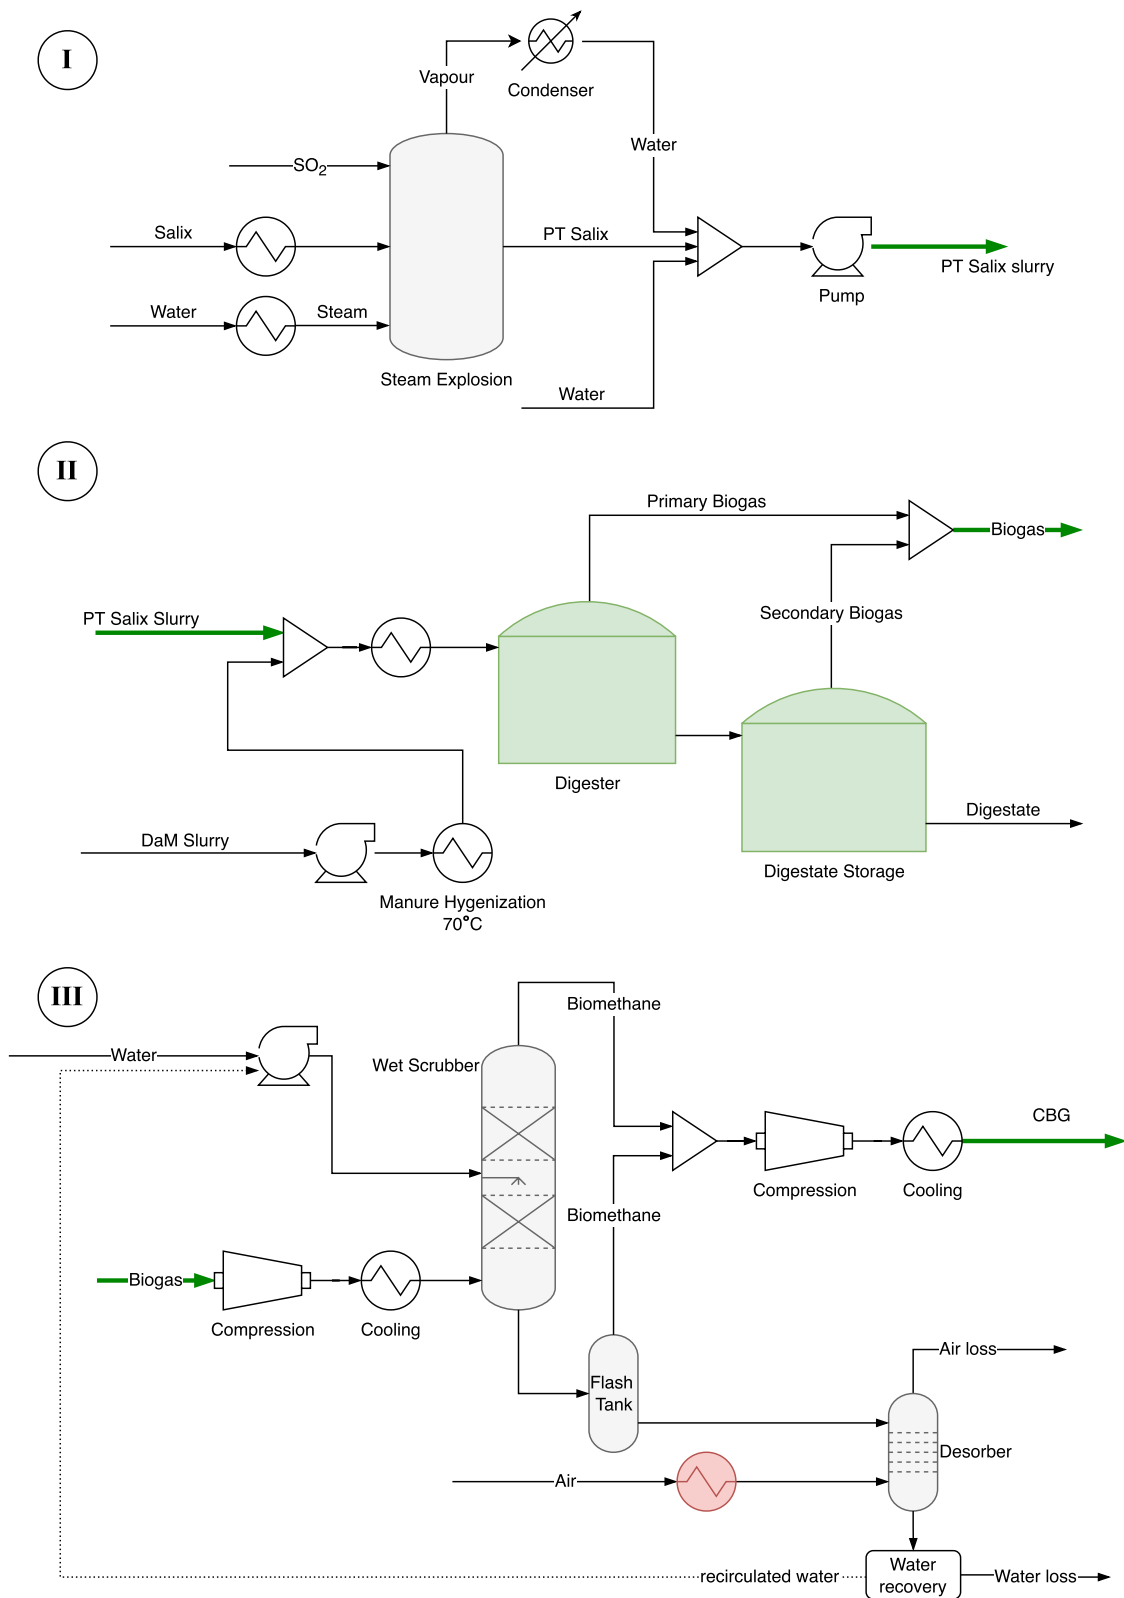 I
Vapour
Condenser
Water
SO2
Salix
PT Salix
Water
Steam
PT Salix slurry
Pump
Steam Explosion
Water
II
Primary Biogas
Biogas
PT Salix Slurry
Secondary Biogas
Digester
DaM Slurry
Digestate
Digestate Storage
Manure Hygenization
70°C
III
Biomethane
Water
Wet Scrubber
CBG
Compression
Cooling
Biomethane
Biogas
Compression
Cooling
Air loss
Flash
Tank
Desorber
Air
Water
recovery
recirculated water
Water loss